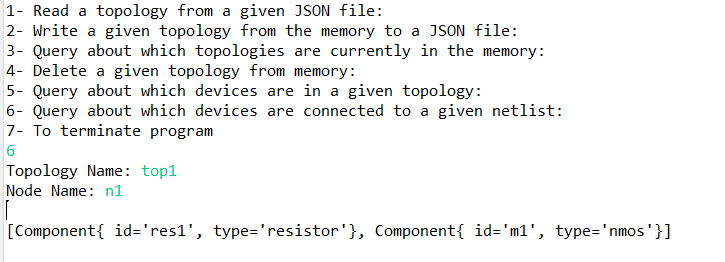 1- Read a topology from a given JSON file:
2- Write a given topology from the memory to a JSON file:
3- Query about which topologies are currently in the memory:
4- Delete a given topology from memory:
5- Query about which devices are in a given topology:
6- Query about which devices are connected to a given netlist:
7- To terminate program
6
Topology Name: top1
Node Name: n1
[Component{ id='res1', type='resistor'}, Component{ id='m1', type='nmos'}]